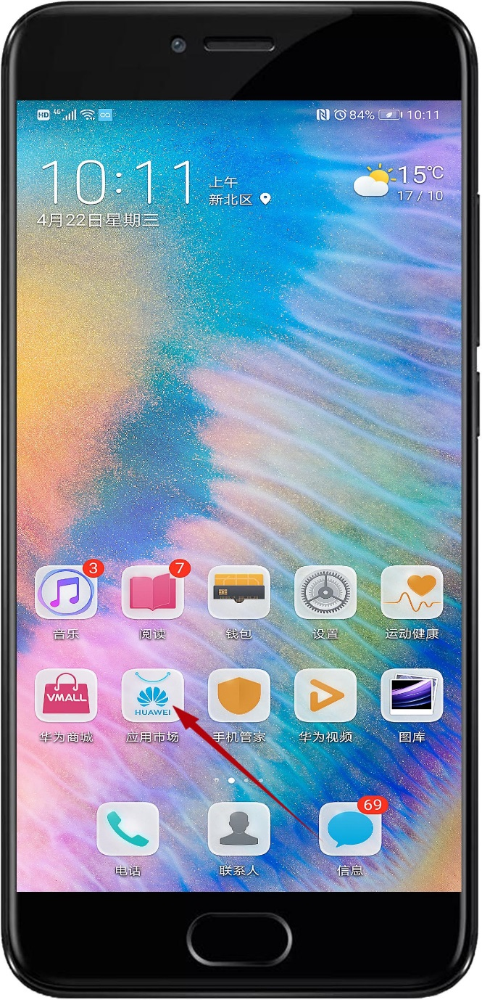 HD 4G+ 84% 10:11
10:11 上午
新北区
4月22日星期三
15℃
17 / 10
3 7
音乐 阅读 钱包 设置 运动健康
VMALL HUAWEI
华为商城 应用市场 手机管家 华为视频 图库
69
电话 联系人 信息